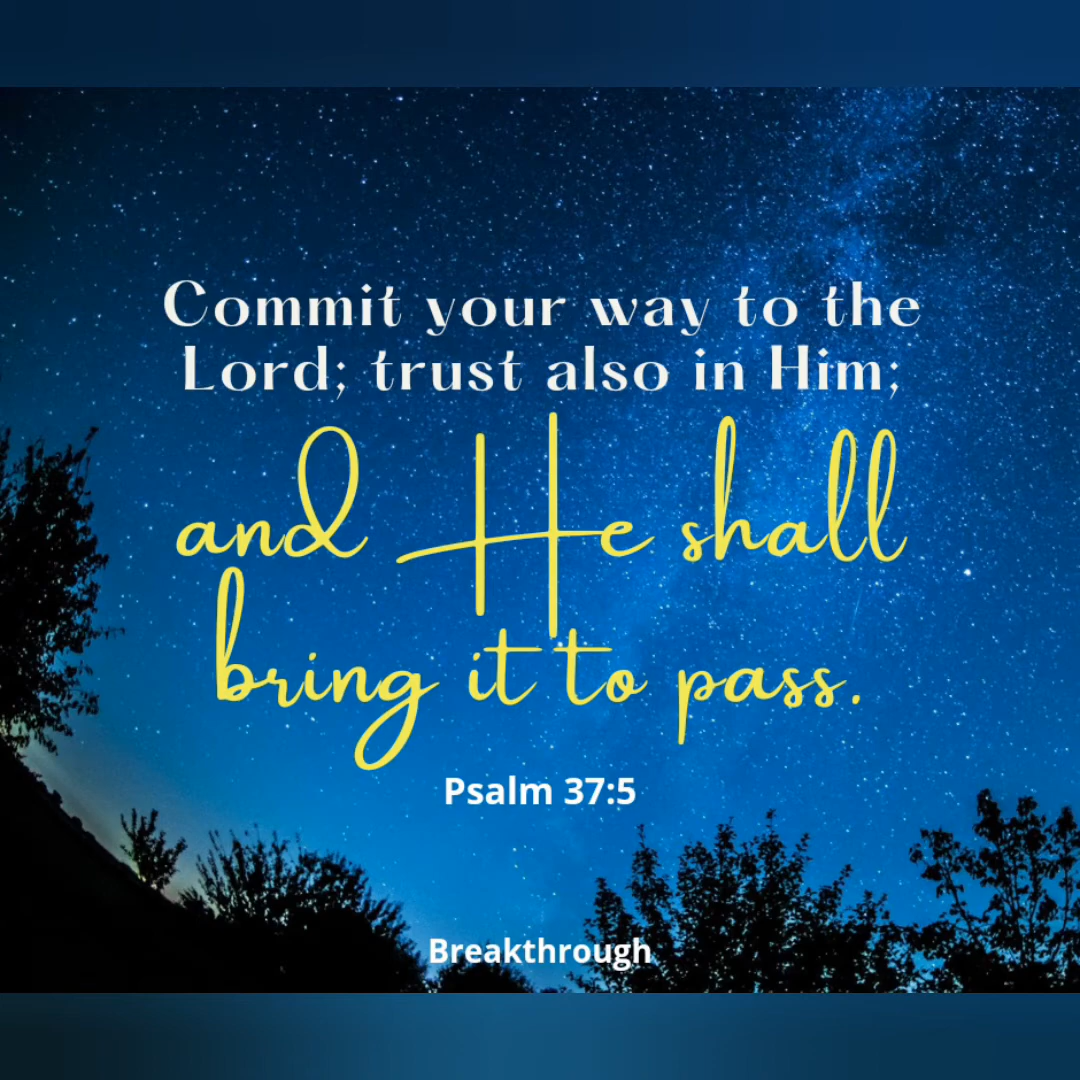 Commit your way to the
Lord; trust also in Him;
and He shall
bring it to pass.
Psalm 37:5
Breakthrough